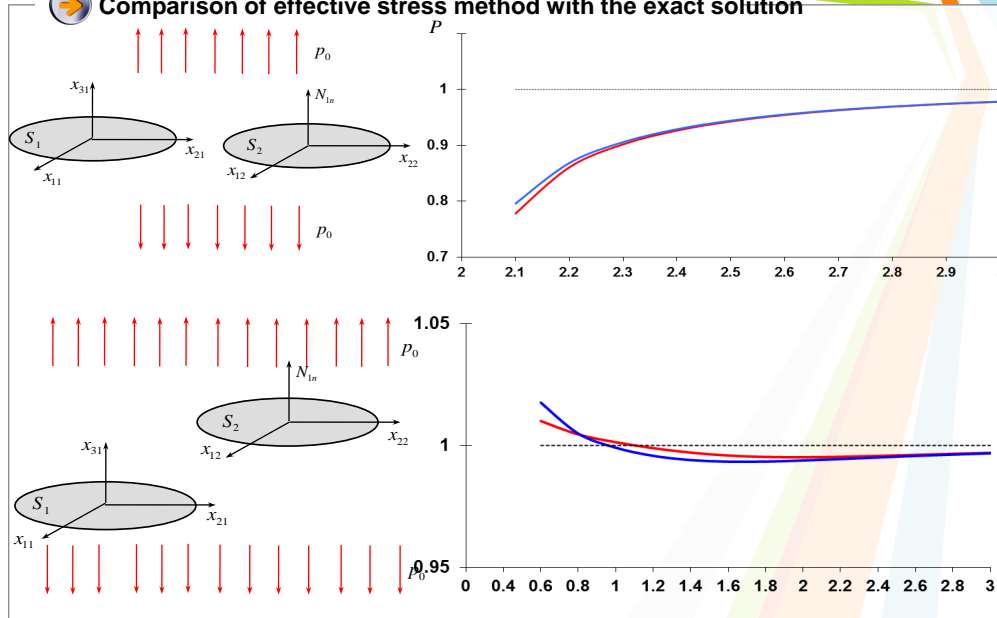 Comparison of effective stress method with the exact solution
p₀
x₃₁
S₁
x₂₁
x₁₁
N₁ₙ
S₂
x₂₂
x₁₂
p₀
P
1
0.9
0.8
0.7
2 2.1 2.2 2.3 2.4 2.5 2.6 2.7 2.8 2.9
p₀
N₁ₙ
S₂
x₂₂
x₁₂
x₃₁
S₁
x₂₁
x₁₁
p₀
1.05
1
0.95
0 0.4 0.6 0.8 1 1.2 1.4 1.6 1.8 2 2.2 2.4 2.6 2.8 3